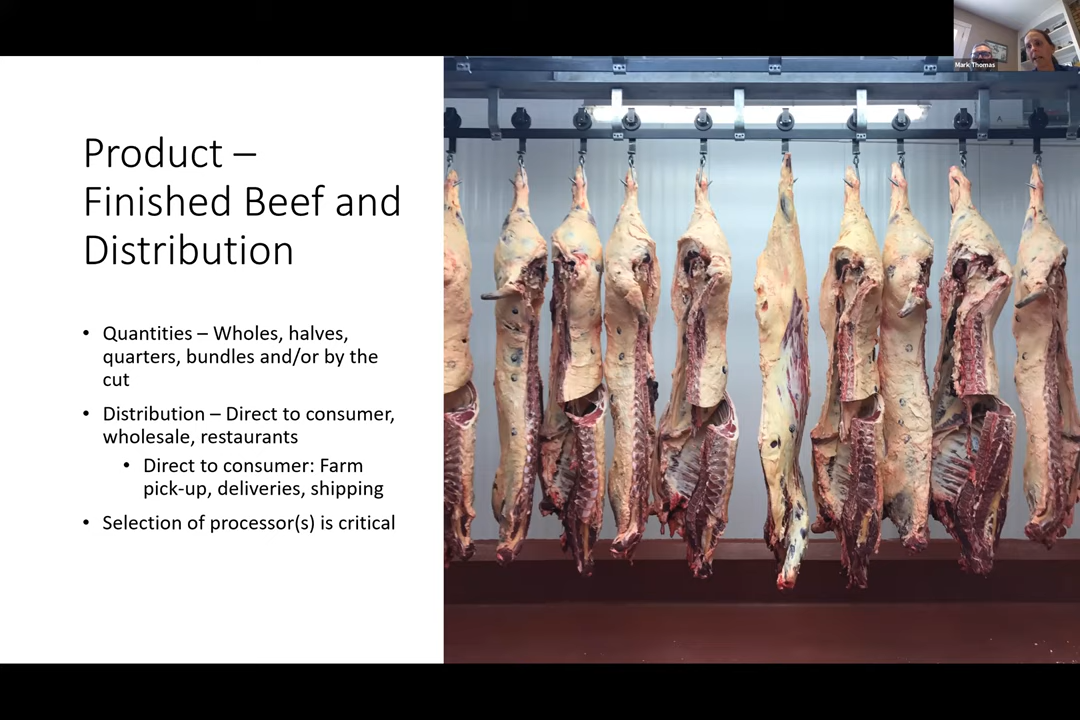 Mark Thomas
Product –
Finished Beef and
Distribution
• Quantities – Wholes, halves,
quarters, bundles and/or by the
cut
• Distribution – Direct to consumer,
wholesale, restaurants
• Direct to consumer: Farm
pick-up, deliveries, shipping
• Selection of processor(s) is critical